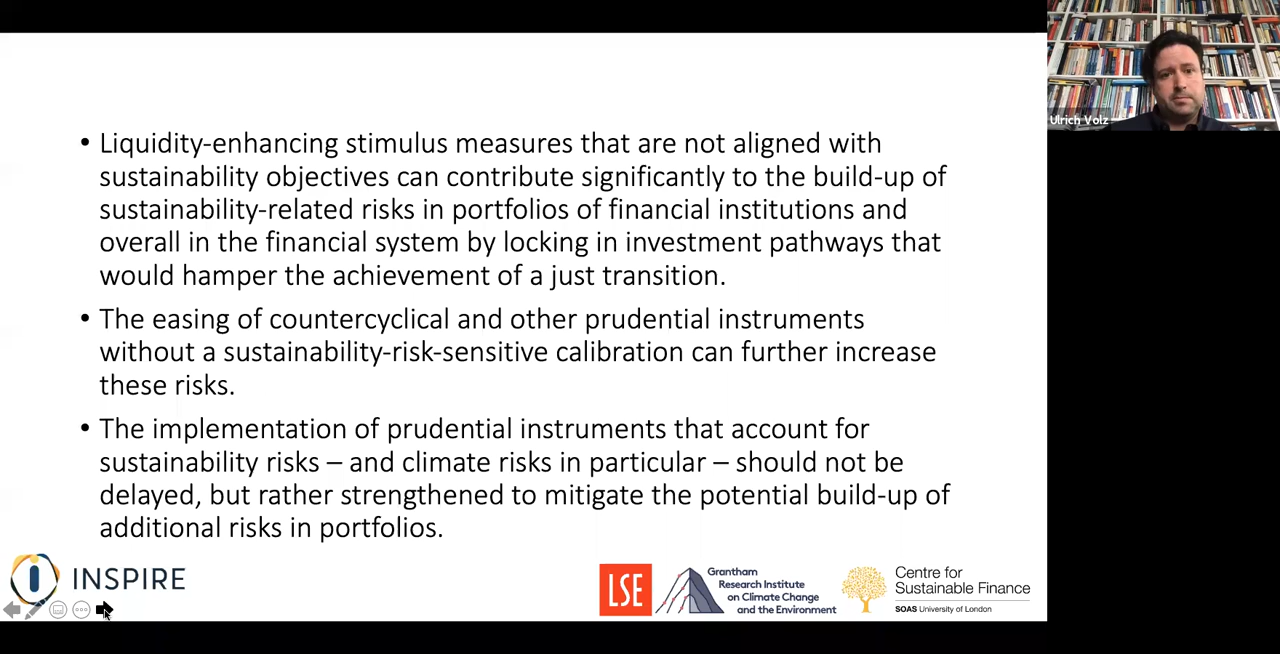 • Liquidity-enhancing stimulus measures that are not aligned with
sustainability objectives can contribute significantly to the build-up of
sustainability-related risks in portfolios of financial institutions and
overall in the financial system by locking in investment pathways that
would hamper the achievement of a just transition.
• The easing of countercyclical and other prudential instruments
without a sustainability-risk-sensitive calibration can further increase
these risks.
• The implementation of prudential instruments that account for
sustainability risks – and climate risks in particular – should not be
delayed, but rather strengthened to mitigate the potential build-up of
additional risks in portfolios.
Ulrich Volz
INSPIRE
LSE
Grantham
Research Institute
on Climate Change
and the Environment
Centre for
Sustainable Finance
SOAS University of London